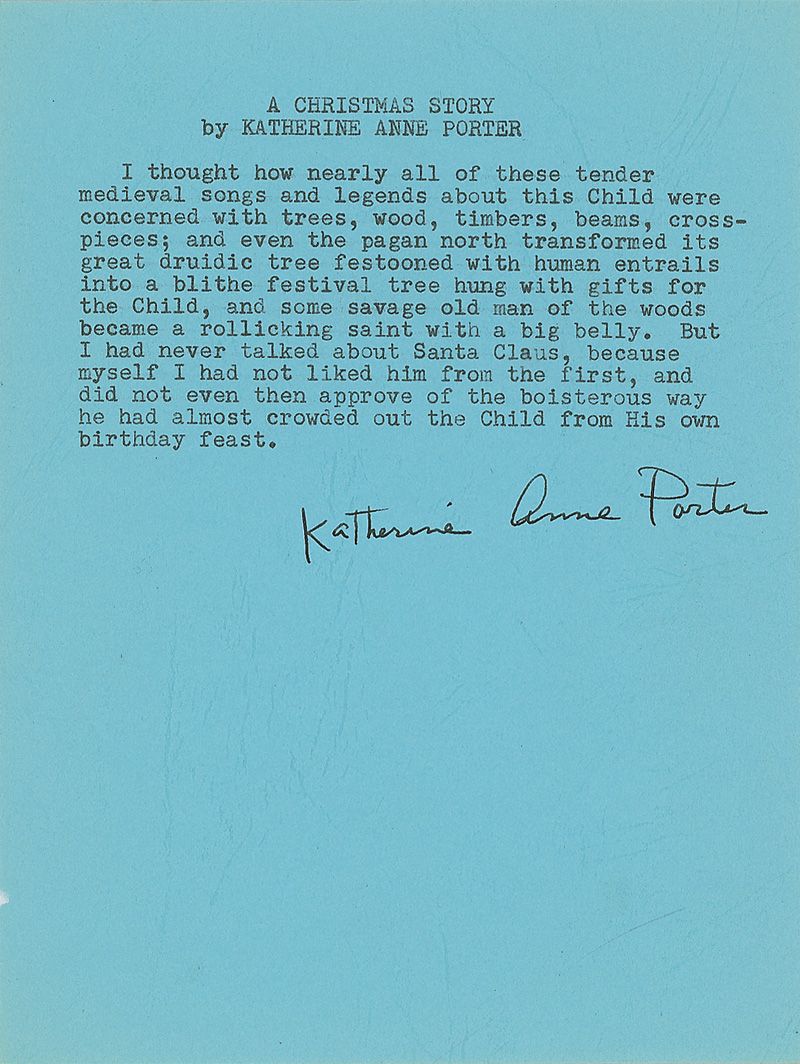 A CHRISTMAS STORY
by KATHERINE ANNE PORTER
I thought how nearly all of these tender
medieval songs and legends about this Child were
concerned with trees, wood, timbers, beams, cross-
pieces; and even the pagan north transformed its
great druidic tree festooned with human entrails
into a blithe festival tree hung with gifts for
the Child, and some savage old man of the woods
became a rollicking saint with a big belly. But
I had never talked about Santa Claus, because
myself I had not liked him from the first, and
did not even then approve of the boisterous way
he had almost crowded out the Child from His own
birthday feast.
Katherine Anne Porter